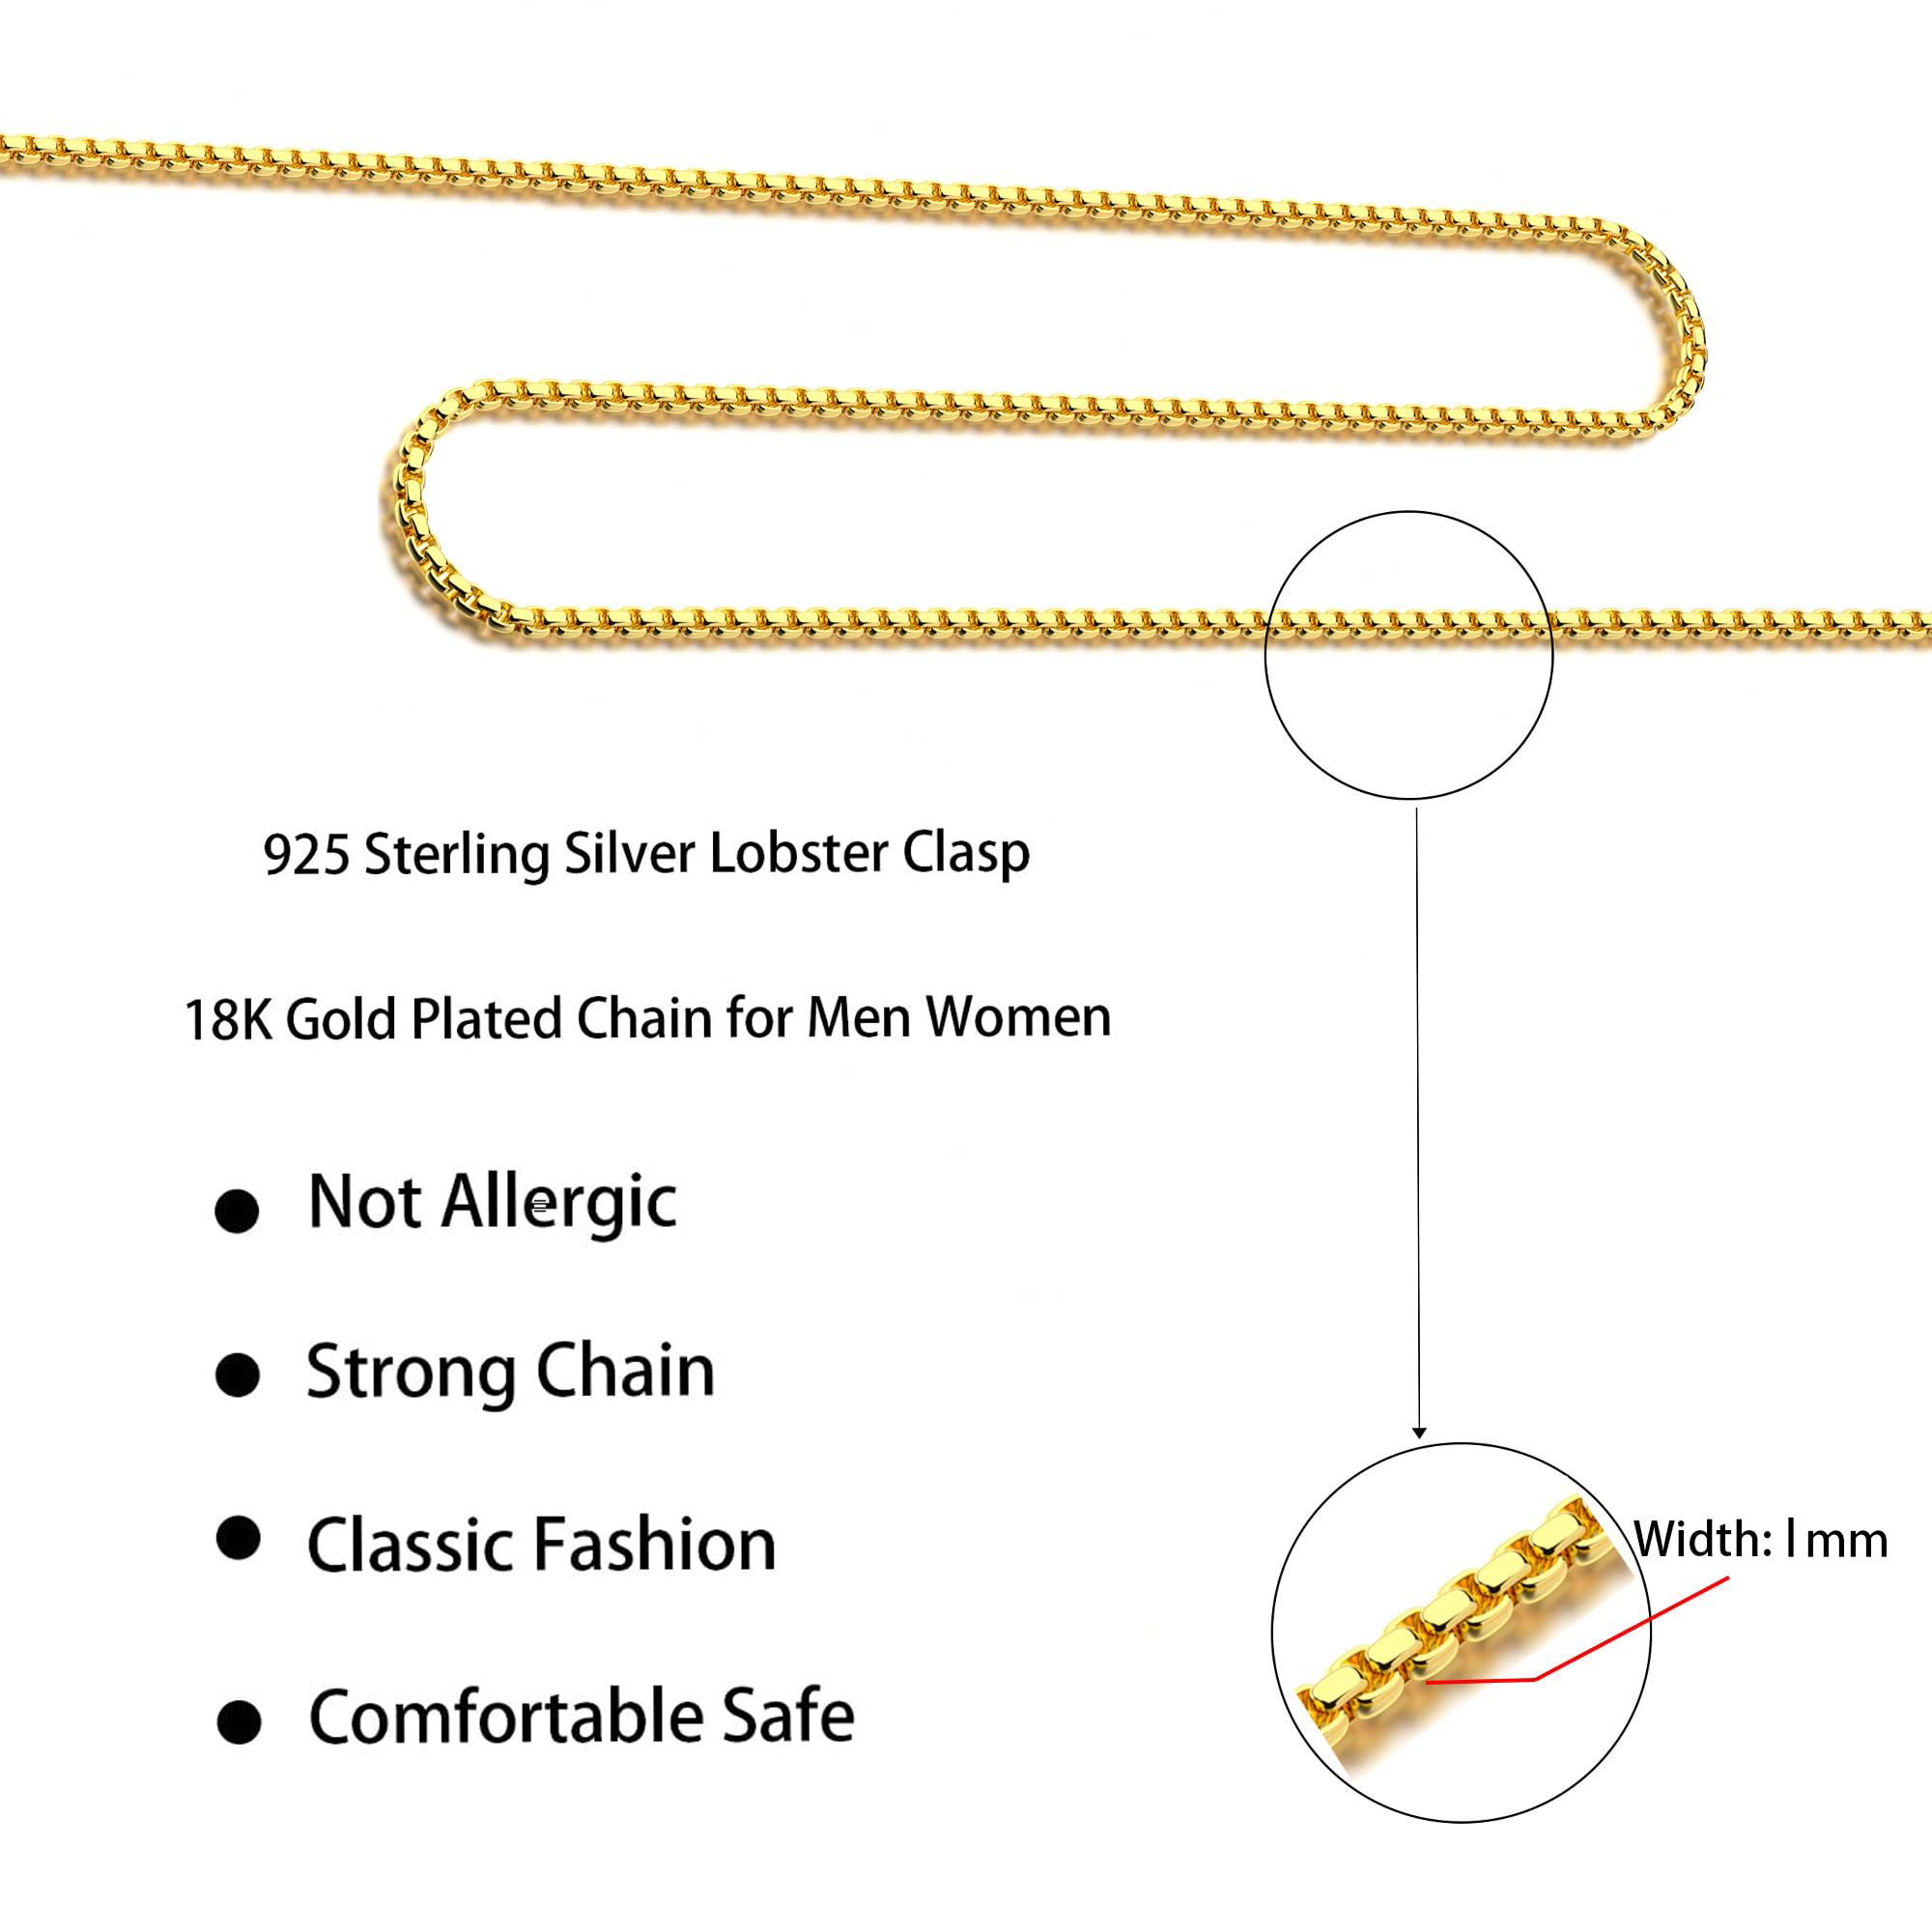 925 Sterling Silver Lobster Clasp
18K Gold Plated Chain for Men Women
Not Allergic
Strong Chain
Classic Fashion
Comfortable Safe
Width: 1mm